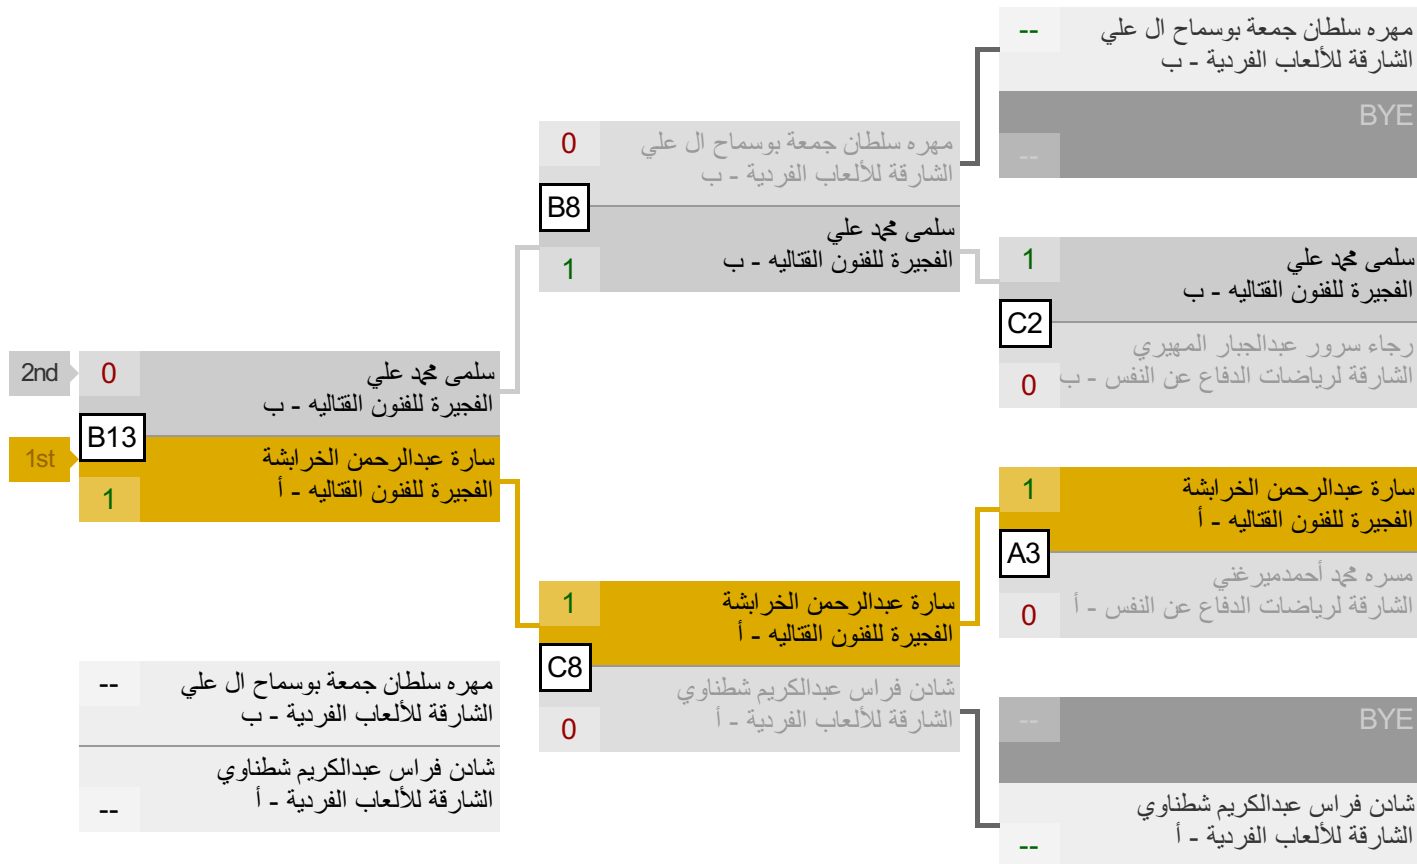 --
مهره سلطان جمعة بوسماح ال علي
الشارقة للألعاب الفردية - ب
BYE
--
0
مهره سلطان جمعة بوسماح ال علي
الشارقة للألعاب الفردية - ب
B8
سلمى محمد علي
الفجيرة للفنون القتاليه - ب
1
1
سلمى محمد علي
الفجيرة للفنون القتاليه - ب
C2
رجاء سرور عبدالجبار المهيري
الشارقة لرياضات الدفاع عن النفس - ب
0
2nd
0
سلمى محمد علي
الفجيرة للفنون القتاليه - ب
B13
1st
سارة عبدالرحمن الخرابشة
الفجيرة للفنون القتاليه - أ
1
1
سارة عبدالرحمن الخرابشة
الفجيرة للفنون القتاليه - أ
A3
مسره محمد أحمدميرغني
الشارقة لرياضات الدفاع عن النفس - أ
0
1
سارة عبدالرحمن الخرابشة
الفجيرة للفنون القتاليه - أ
C8
شادن فراس عبدالكريم شطناوي
الشارقة للألعاب الفردية - أ
0
--
مهره سلطان جمعة بوسماح ال علي
الشارقة للألعاب الفردية - ب
شادن فراس عبدالكريم شطناوي
الشارقة للألعاب الفردية - أ
--
--
BYE
شادن فراس عبدالكريم شطناوي
الشارقة للألعاب الفردية - أ
--